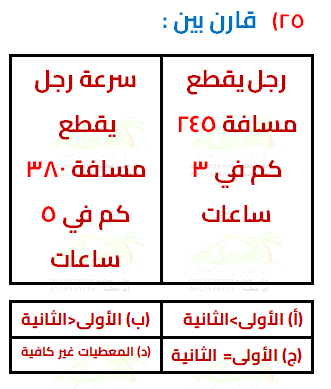 ٢٥) قارن بين :
رجل يقطع
مسافة ٢٤٥
كم في ٣
ساعات
سرعة رجل
يقطع
مسافة ٣٨٠
كم في ٥
ساعات
(أ) الأولى>الثانية
(ب) الأولى<الثانية
(ج) الأولى= الثانية
(د) المعطيات غير كافية